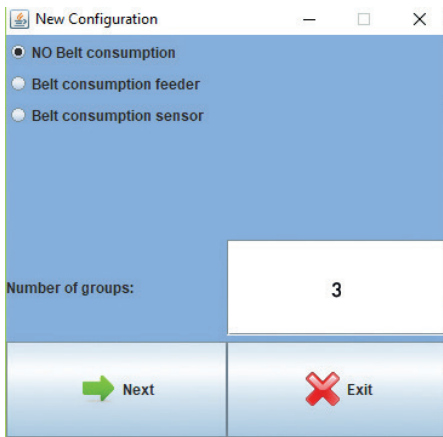 New Configuration
NO Belt consumption
Belt consumption feeder
Belt consumption sensor
Number of groups:
3
Next
Exit